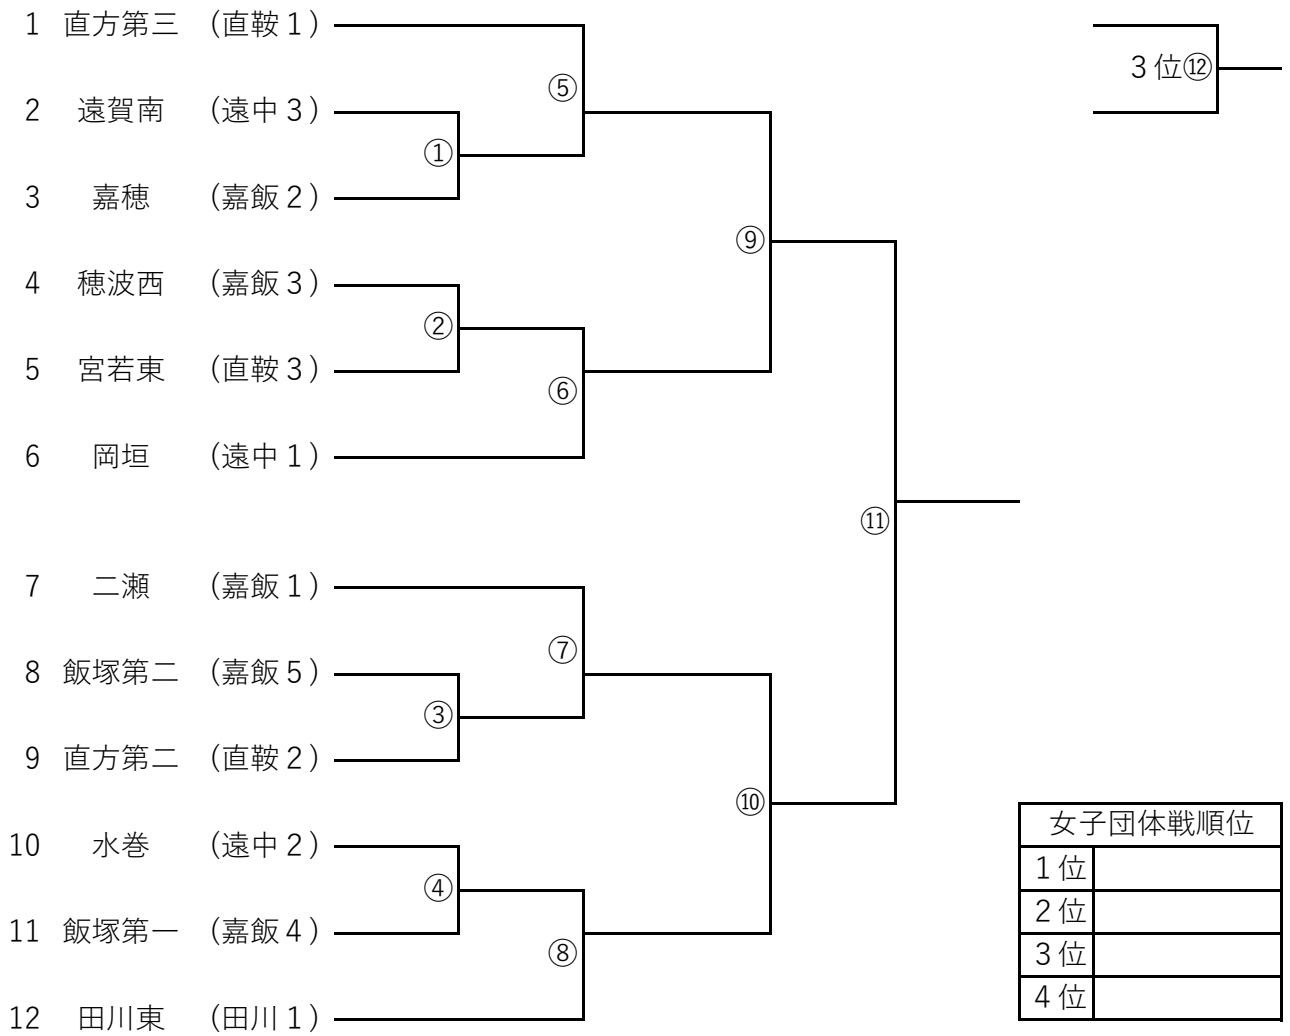 1 直方第三 （直鞍１）
3位⑫
⑤
2 遠賀南 （遠中３）
①
3 嘉穂 （嘉飯２）
⑨
4 穂波西 （嘉飯３）
②
5 宮若東 （直鞍３）
⑥
6 岡垣 （遠中１）
⑪
7 二瀬 （嘉飯１）
⑦
8 飯塚第二 （嘉飯５）
③
9 直方第二 （直鞍２）
⑩
女子団体戦順位
10 水巻 （遠中２）
1位
④
2位
11 飯塚第一 （嘉飯４）
⑧
3位
4位
12 田川東 （田川１）